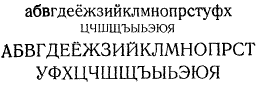 абвгдеёжзийклмнопрстуфх
цчшщъыьэюя
АБВГДЕЁЖЗИЙКЛМНОПРСТ
УФХЦЧШЩЪЫЬЭЮЯ